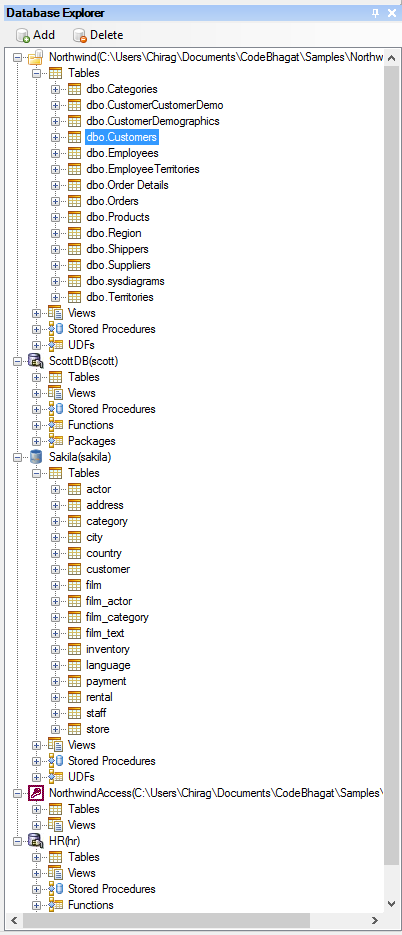 Database Explorer
Add Delete
Northwind(C:\Users\Chirag\Documents\CodeBhagat\Samples\Northw
Tables
dbo.Categories
dbo.CustomerCustomerDemo
dbo.CustomerDemographics
dbo.Customers
dbo.Employees
dbo.EmployeeTerritories
dbo.Order Details
dbo.Orders
dbo.Products
dbo.Region
dbo.Shippers
dbo.Suppliers
dbo.sysdiagrams
dbo.Territories
Views
Stored Procedures
UDFs
ScottDB(scott)
Tables
Views
Stored Procedures
Functions
Packages
Sakila(sakila)
Tables
actor
address
category
city
country
customer
film
film_actor
film_category
film_text
inventory
language
payment
rental
staff
store
Views
Stored Procedures
UDFs
NorthwindAccess(C:\Users\Chirag\Documents\CodeBhagat\Samples\
Tables
Views
HR(hr)
Tables
Views
Stored Procedures
Functions